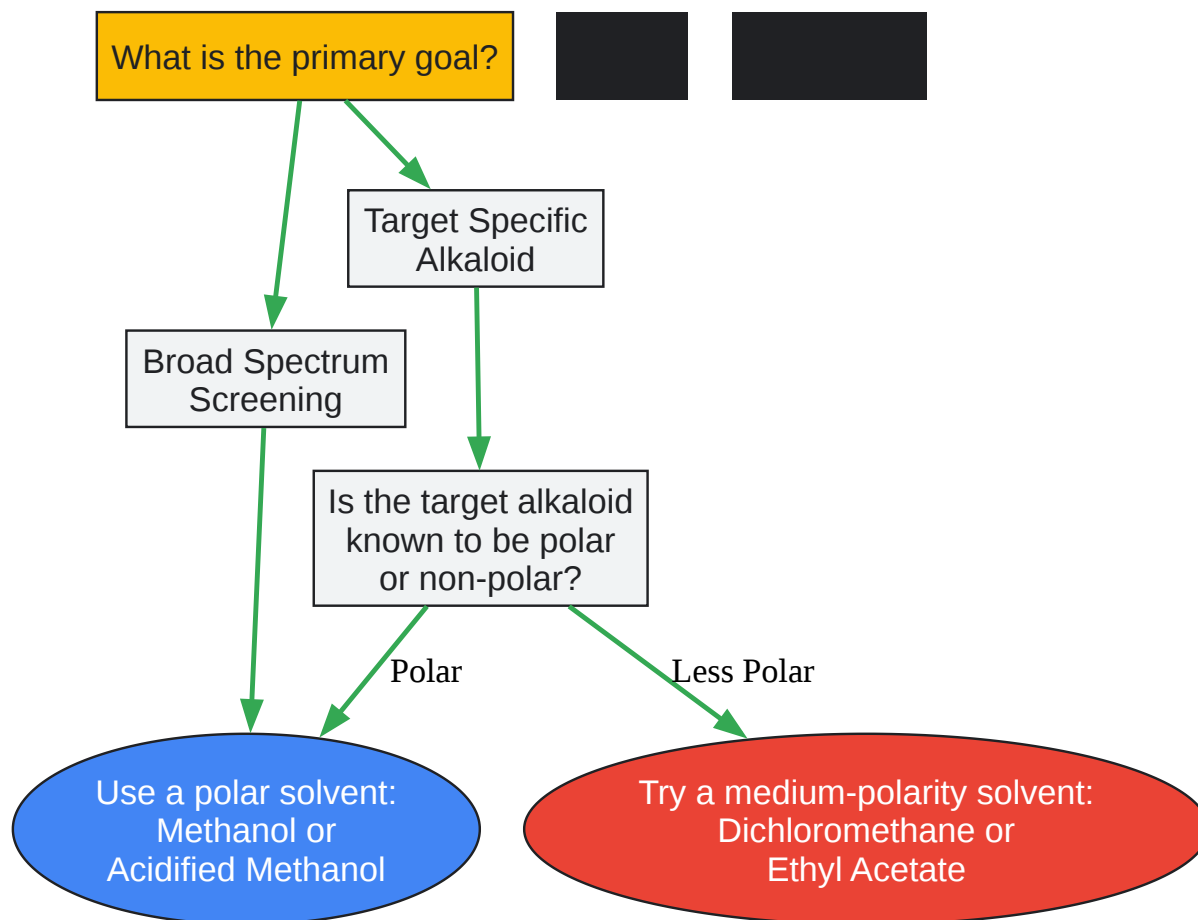 What is the primary goal?
Target Specific
Alkaloid
Broad Spectrum
Screening
Is the target alkaloid
known to be polar
or non-polar?
Polar
Less Polar
Use a polar solvent:
Methanol or
Acidified Methanol
Try a medium-polarity solvent:
Dichloromethane or
Ethyl Acetate